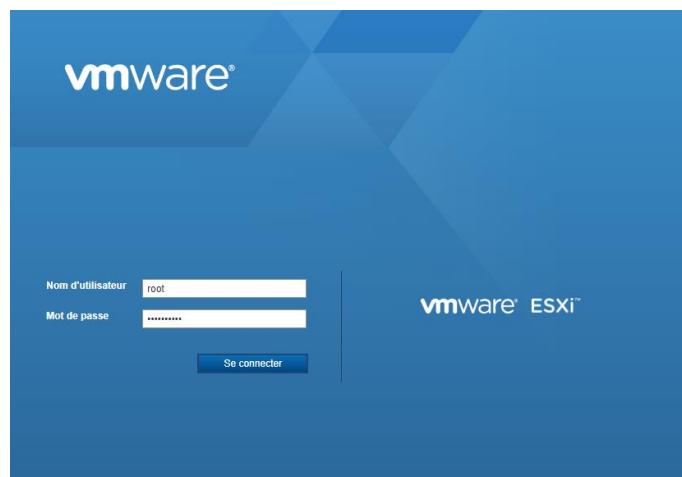 vmware®
Nom d'utilisateur root
Mot de passe ••••••••••
Se connecter
vmware® ESXi™